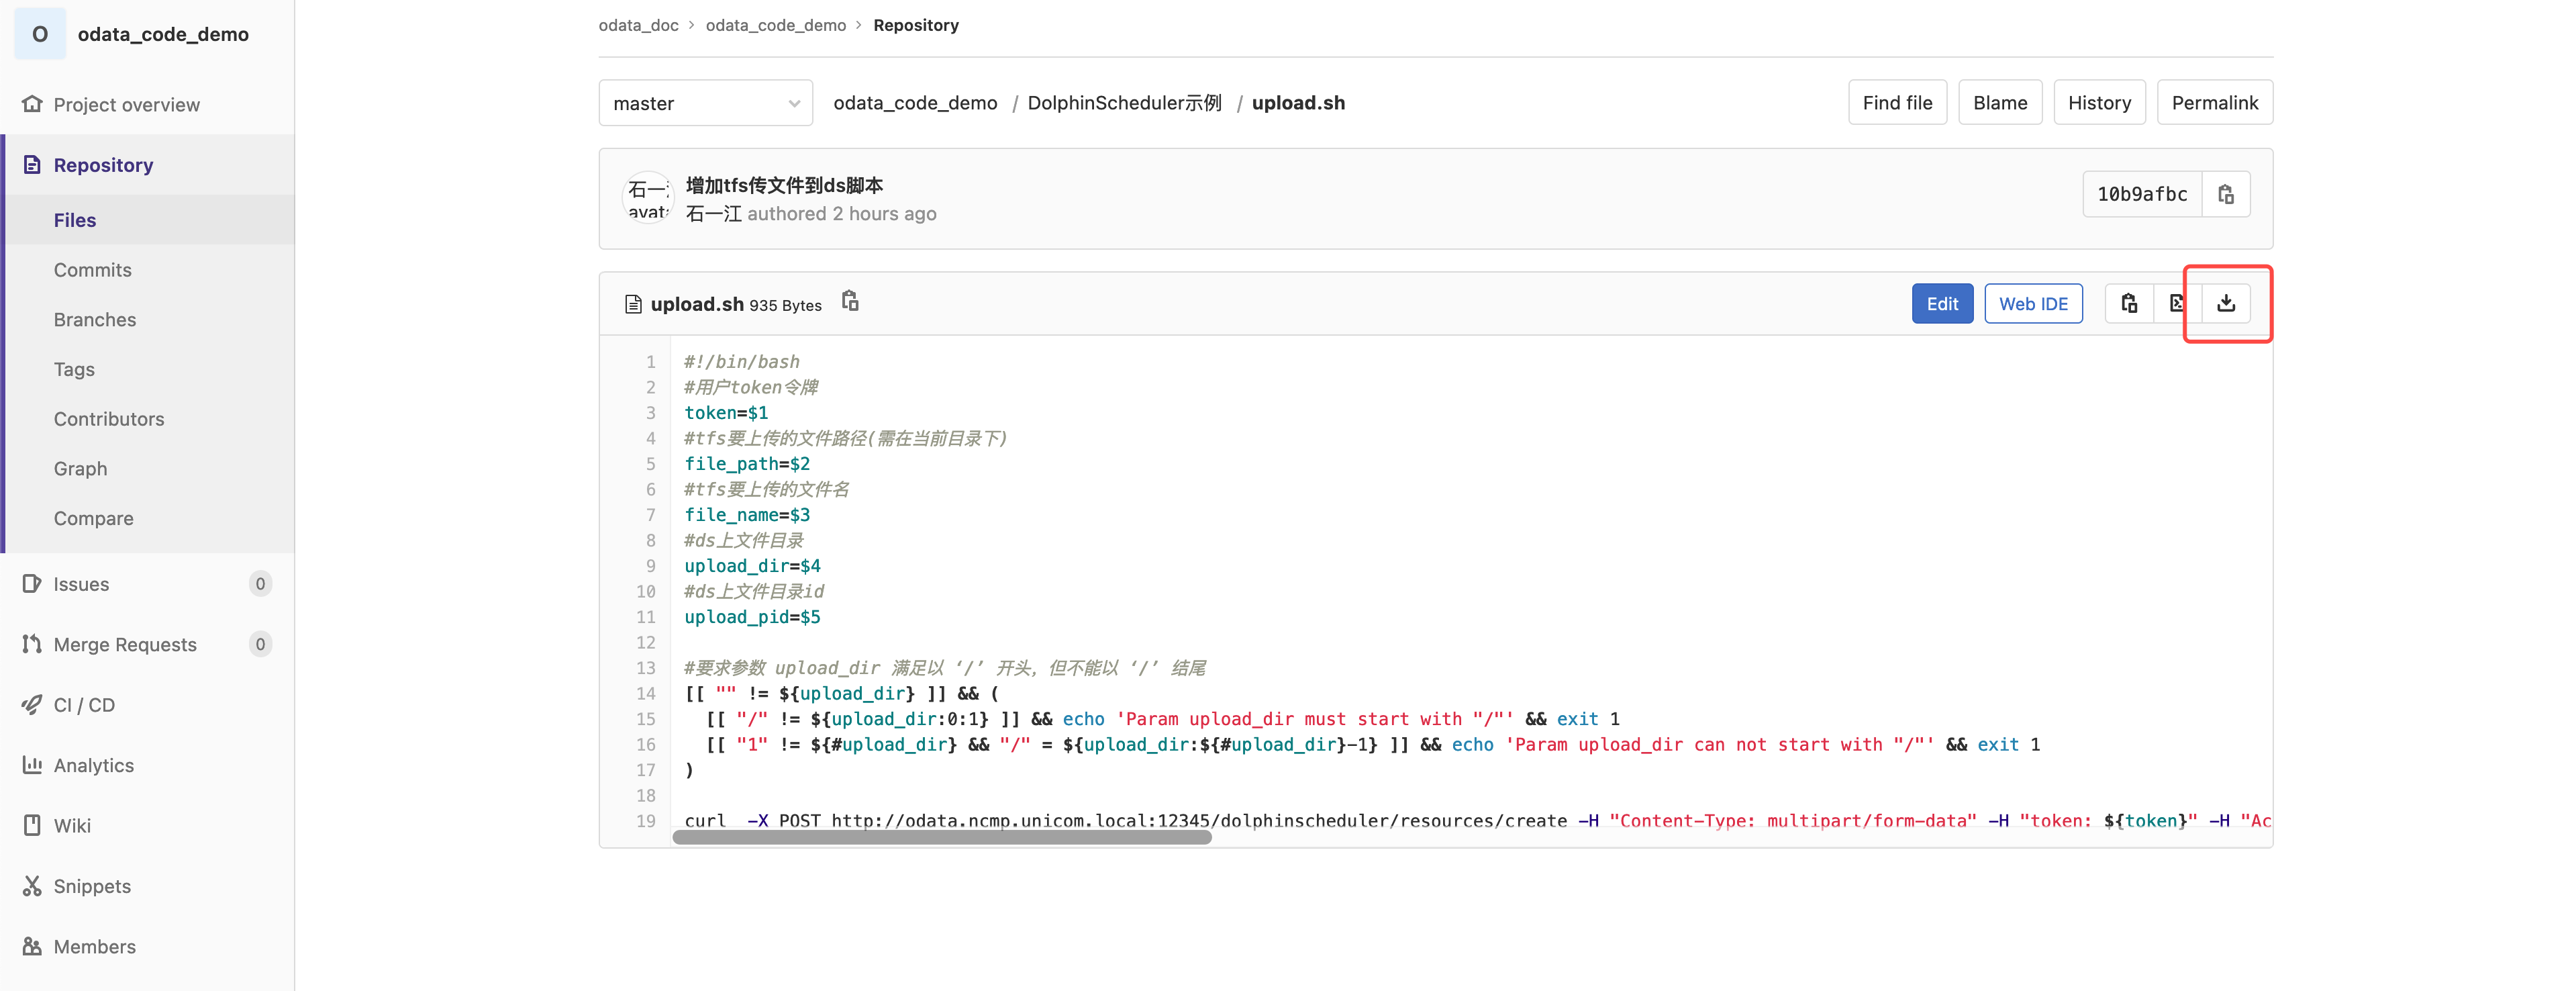 O odata_code_demo
Project overview
Repository
Files
Commits
Branches
Tags
Contributors
Graph
Compare
Issues 0
Merge Requests 0
CI / CD
Analytics
Wiki
Snippets
Members
odata_doc > odata_code_demo > Repository
master odata_code_demo / DolphinScheduler示例 / upload.sh Find file Blame History Permalink
增加tfs传文件到ds脚本
石一江 authored 2 hours ago
10b9afbc
upload.sh 935 Bytes Edit Web IDE
1 #!/bin/bash
2 #用户token令牌
3 token=$1
4 #tfs要上传的文件路径(需在当前目录下)
5 file_path=$2
6 #tfs要上传的文件名
7 file_name=$3
8 #ds上文件目录
9 upload_dir=$4
10 #ds上文件目录id
11 upload_pid=$5
12
13 #要求参数 upload_dir 满足以 ‘/’ 开头，但不能以 ‘/’ 结尾
14 [[ "" != ${upload_dir} ]] && (
15 [[ "/" != ${upload_dir:0:1} ]] && echo 'Param upload_dir must start with "/"' && exit 1
16 [[ "1" != ${#upload_dir} && "/" = ${upload_dir:${#upload_dir}-1} ]] && echo 'Param upload_dir can not start with "/"' && exit 1
17 )
18
19 curl -X POST http://odata.ncmp.unicom.local:12345/dolphinscheduler/resources/create -H "Content-Type: multipart/form-data" -H "token: ${token}" -H "Ac